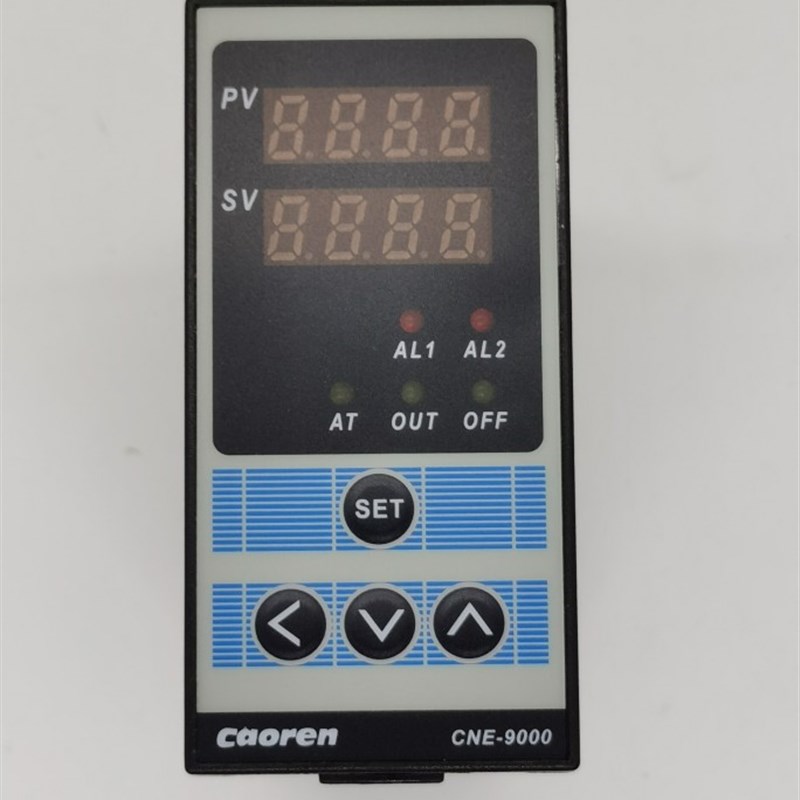 PV
SV
AL1 AL2
AT OUT OFF
SET
caoren CNE-9000